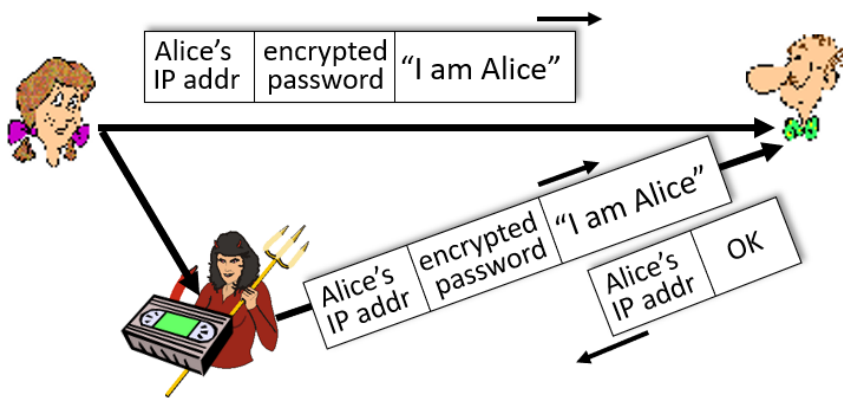 Alice's
IP addr
encrypted
password
“I am Alice”
Alice's
IP addr
encrypted
password
“I am Alice”
Alice's
IP addr
OK